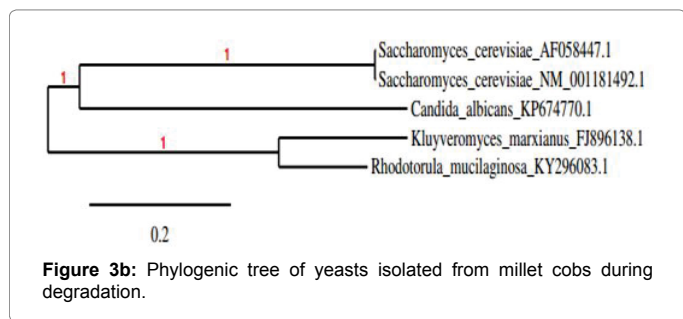 1
Saccharomyces_cerevisiae_AF058447.1
1
Saccharomyces_cerevisiae_NM_001181492.1
Candida_albicans_KP674770.1
1
Kluyveromyces_marxianus_FJ896138.1
Rhodotorula_mucilaginosa_KY296083.1
0.2
Figure 3b: Phylogenic tree of yeasts isolated from millet cobs during
degradation.